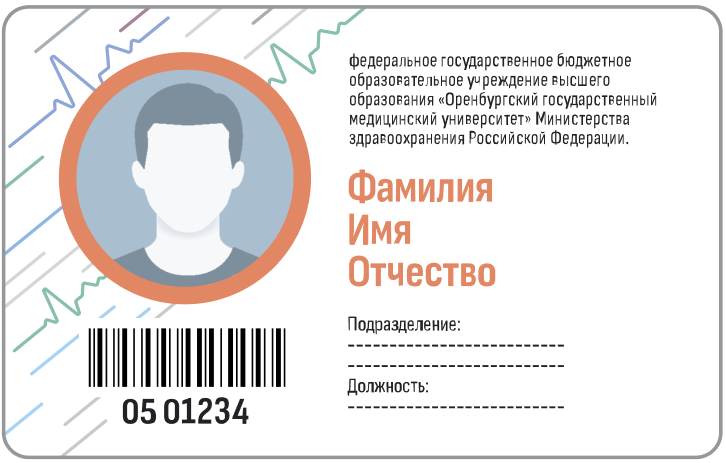 федеральное государственное бюджетное
образовательное учреждение высшего
образования «Оренбургский государственный
медицинский университет» Министерства
здравоохранения Российской Федерации.
Фамилия
Имя
Отчество
Подразделение:
Должность:
05 01234